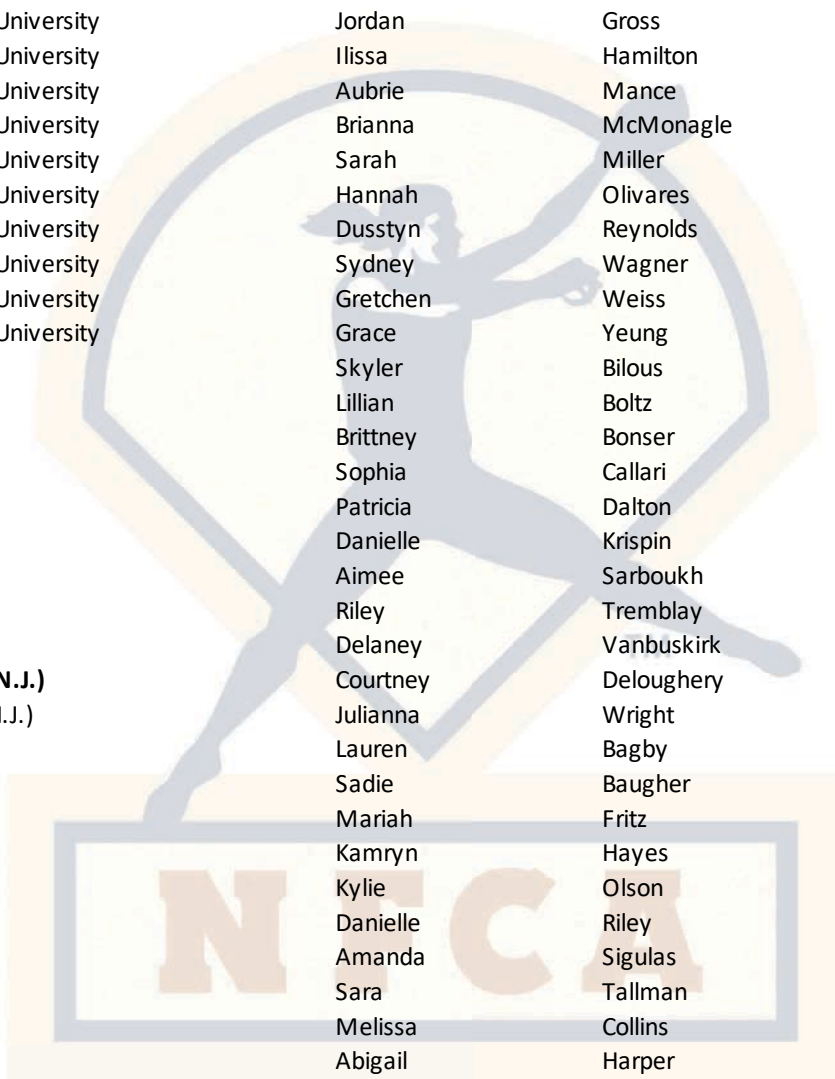 University Jordan Gross
University Ilissa Hamilton
University Aubrie Mance
University Brianna McMonagle
University Sarah Miller
University Hannah Olivares
University Dusstyn Reynolds
University Sydney Wagner
University Gretchen Weiss
University Grace Yeung
Skyler Bilous
Lillian Boltz
Brittney Bonser
Sophia Callari
Patricia Dalton
Danielle Krispin
Aimee Sarboukh
Riley Tremblay
Delaney Vanbuskirk
N.J.) Courtney Deloughery
.J.) Julianna Wright
Lauren Bagby
Sadie Baugher
Mariah Fritz
Kamryn Hayes
Kylie Olson
Danielle Riley
Amanda Sigulas
Sara Tallman
Melissa Collins
Abigail Harper
TM
NFCA